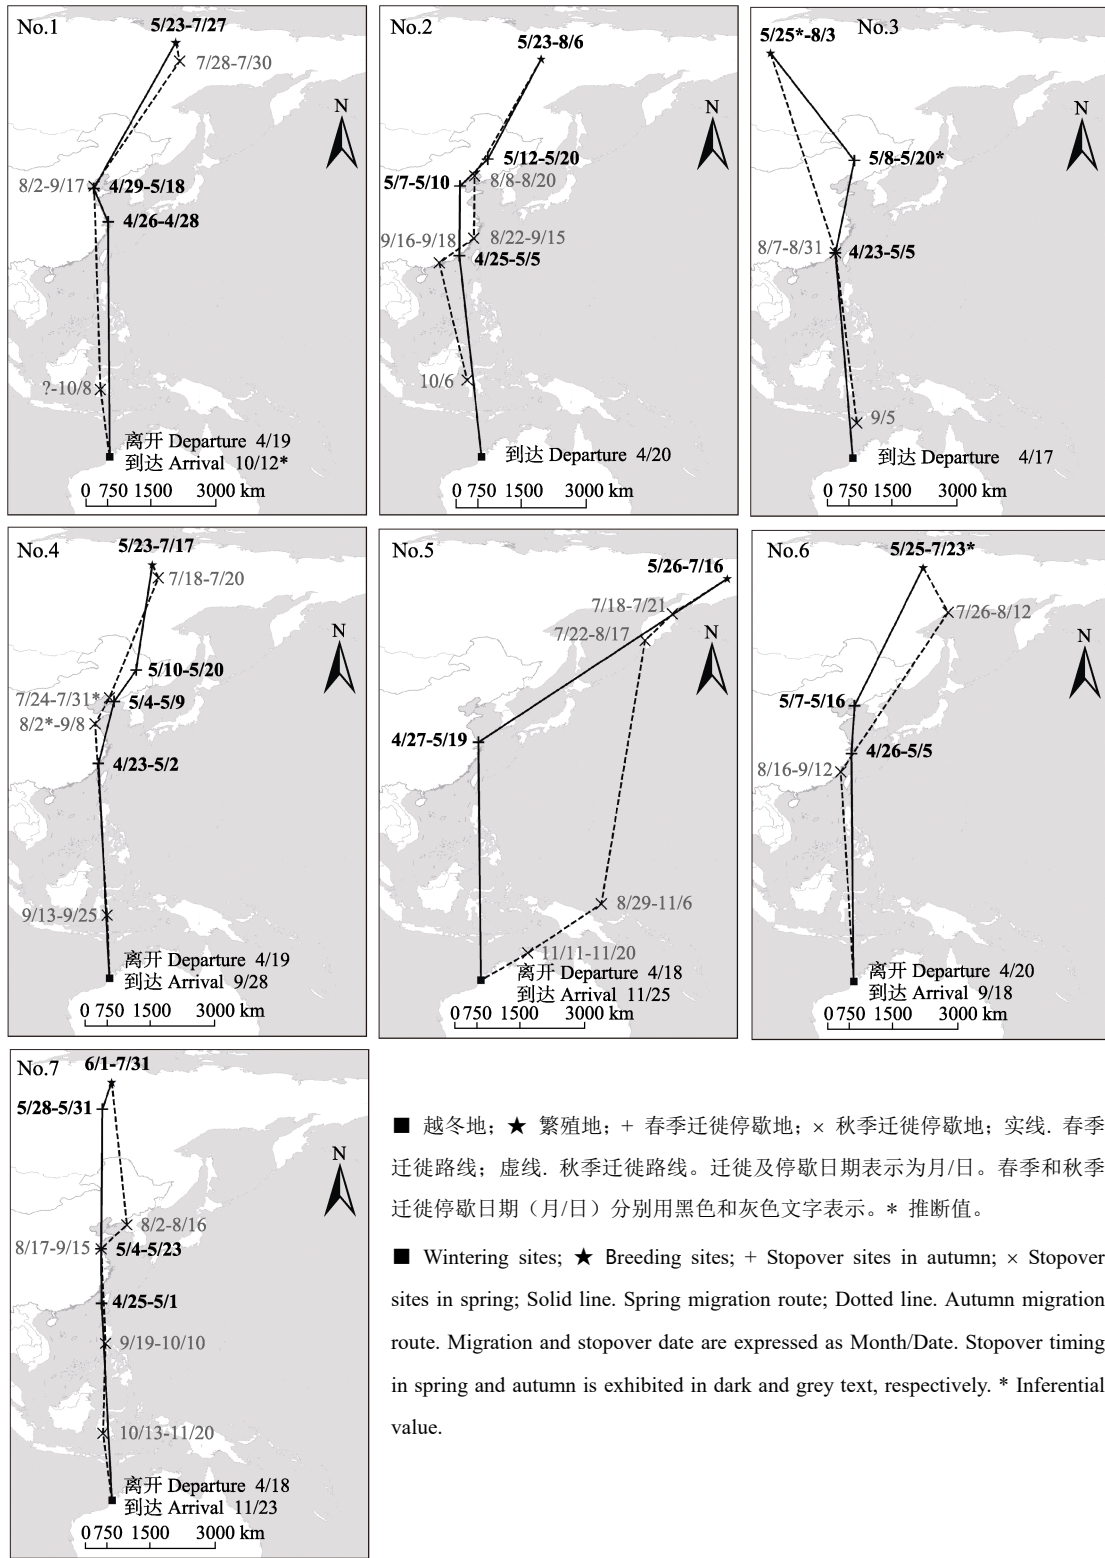 No.1
5/23-7/27
7/28-7/30
N
8/2-9/17
4/29-5/18
4/26-4/28
?-10/8
离开 Departure 4/19
到达 Arrival 10/12*
0 750 1500 3000 km
No.2
5/23-8/6
N
5/12-5/20
5/7-5/10
8/8-8/20
9/16-9/18
8/22-9/15
4/25-5/5
10/6
到达 Departure 4/20
0 750 1500 3000 km
No.3
5/25*-8/3
N
5/8-5/20*
8/7-8/31
4/23-5/5
9/5
到达 Departure 4/17
0 750 1500 3000 km
No.4
5/23-7/17
7/18-7/20
N
5/10-5/20
7/24-7/31*
5/4-5/9
8/2*-9/8
4/23-5/2
9/13-9/25
离开 Departure 4/19
到达 Arrival 9/28
0 750 1500 3000 km
No.5
5/26-7/16
7/18-7/21
7/22-8/17
N
4/27-5/19
8/29-11/6
11/11-11/20
离开 Departure 4/18
到达 Arrival 11/25
0 750 1500 3000 km
No.6
5/25-7/23*
7/26-8/12
N
5/7-5/16
4/26-5/5
8/16-9/12
离开 Departure 4/20
到达 Arrival 9/18
0 750 1500 3000 km
No.7
6/1-7/31
5/28-5/31
N
8/2-8/16
8/17-9/15
5/4-5/23
4/25-5/1
9/19-10/10
10/13-11/20
离开 Departure 4/18
到达 Arrival 11/23
0 750 1500 3000 km
■ 越冬地；★ 繁殖地；+ 春季迁徙停歇地；× 秋季迁徙停歇地；实线. 春季
迁徙路线；虚线. 秋季迁徙路线。迁徙及停歇日期表示为月/日。春季和秋季
迁徙停歇日期（月/日）分别用黑色和灰色文字表示。* 推断值。
■ Wintering sites; ★ Breeding sites; + Stopover sites in autumn; × Stopover
sites in spring; Solid line. Spring migration route; Dotted line. Autumn migration
route. Migration and stopover date are expressed as Month/Date. Stopover timing
in spring and autumn is exhibited in dark and grey text, respectively. * Inferential
value.